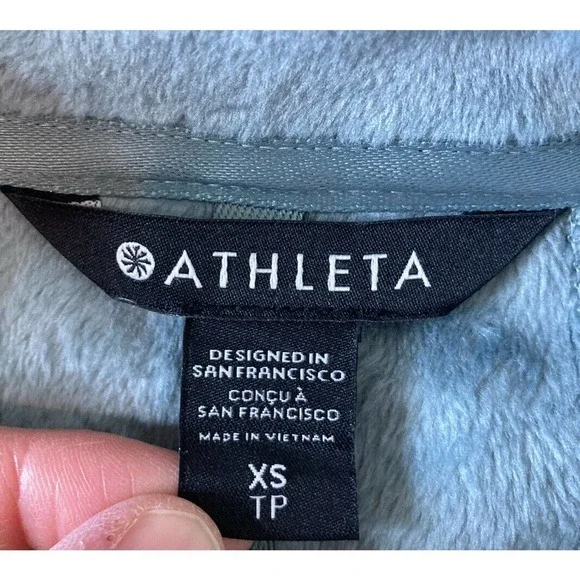 ATHLETA
DESIGNED IN
SAN FRANCISCO
CONÇU À
SAN FRANCISCO
MADE IN VIETNAM
XS
TP